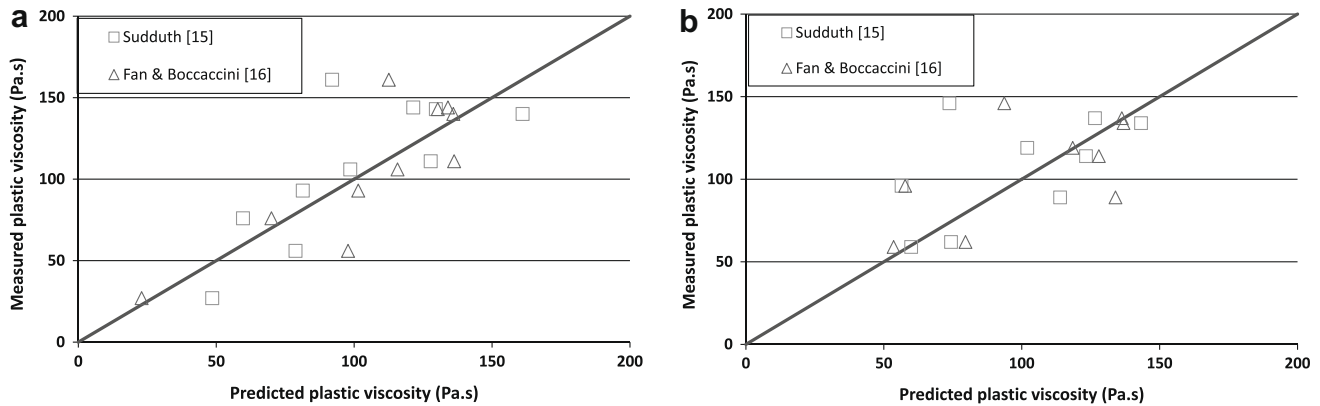 a
200
150
100
50
0
Measured plastic viscosity (Pa.s)
Sudduth [15]
Fan & Boccaccini [16]
0 50 100 150 200
Predicted plastic viscosity (Pa.s)
b
200
150
100
50
0
Measured plastic viscosity (Pa.s)
Sudduth [15]
Fan & Boccaccini [16]
0 50 100 150 200
Predicted plastic viscosity (Pa.s)